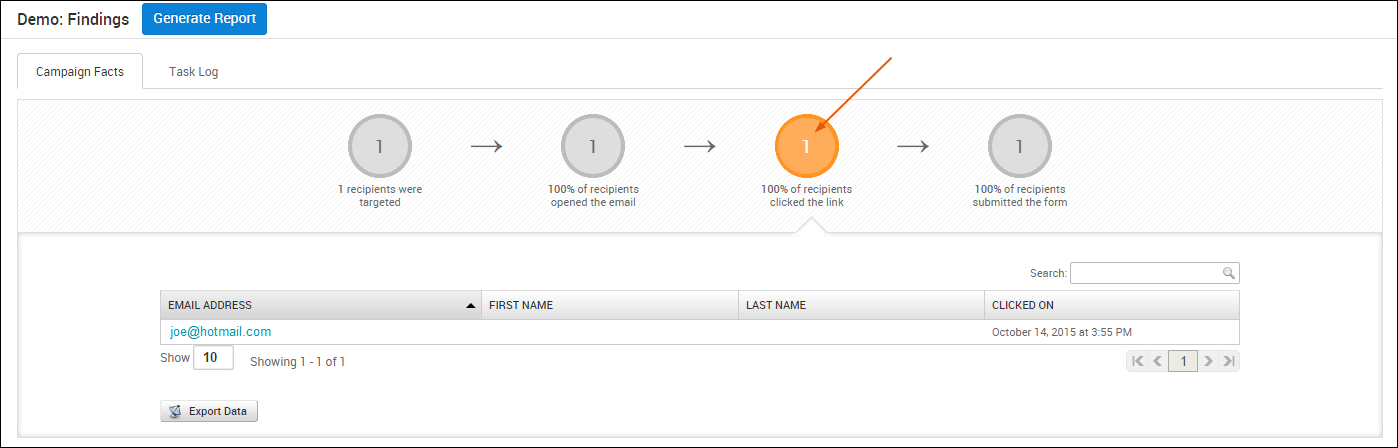 Demo: Findings Generate Report
Campaign Facts Task Log
1 → 1 → 1 → 1
1 recipients were 100% of recipients 100% of recipients 100% of recipients
targeted opened the email clicked the link submitted the form
Search:
EMAIL ADDRESS FIRST NAME LAST NAME CLICKED ON
joe@hotmail.com October 14, 2015 at 3:55 PM
Show 10 Showing 1 - 1 of 1 1
Export Data